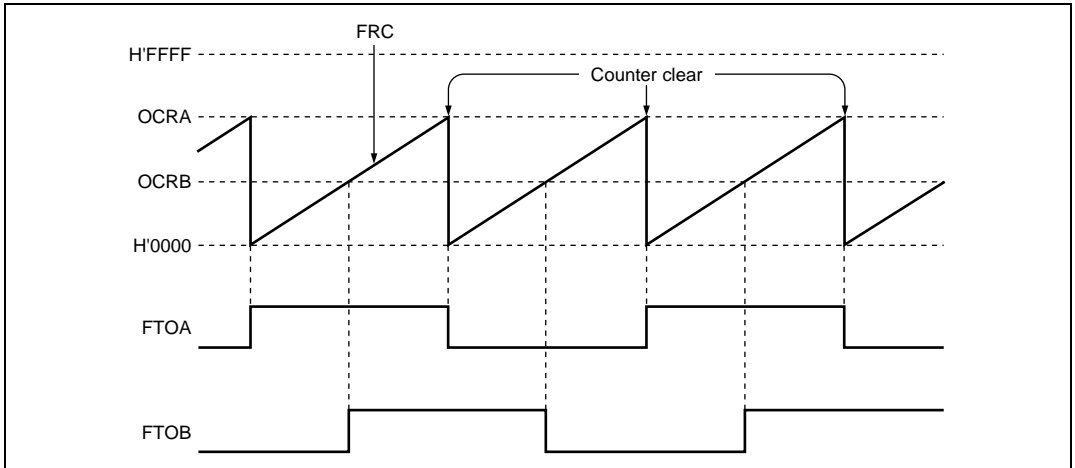 FRC
H'FFFF
Counter clear
OCRA
OCRB
H'0000
FTOA
FTOB